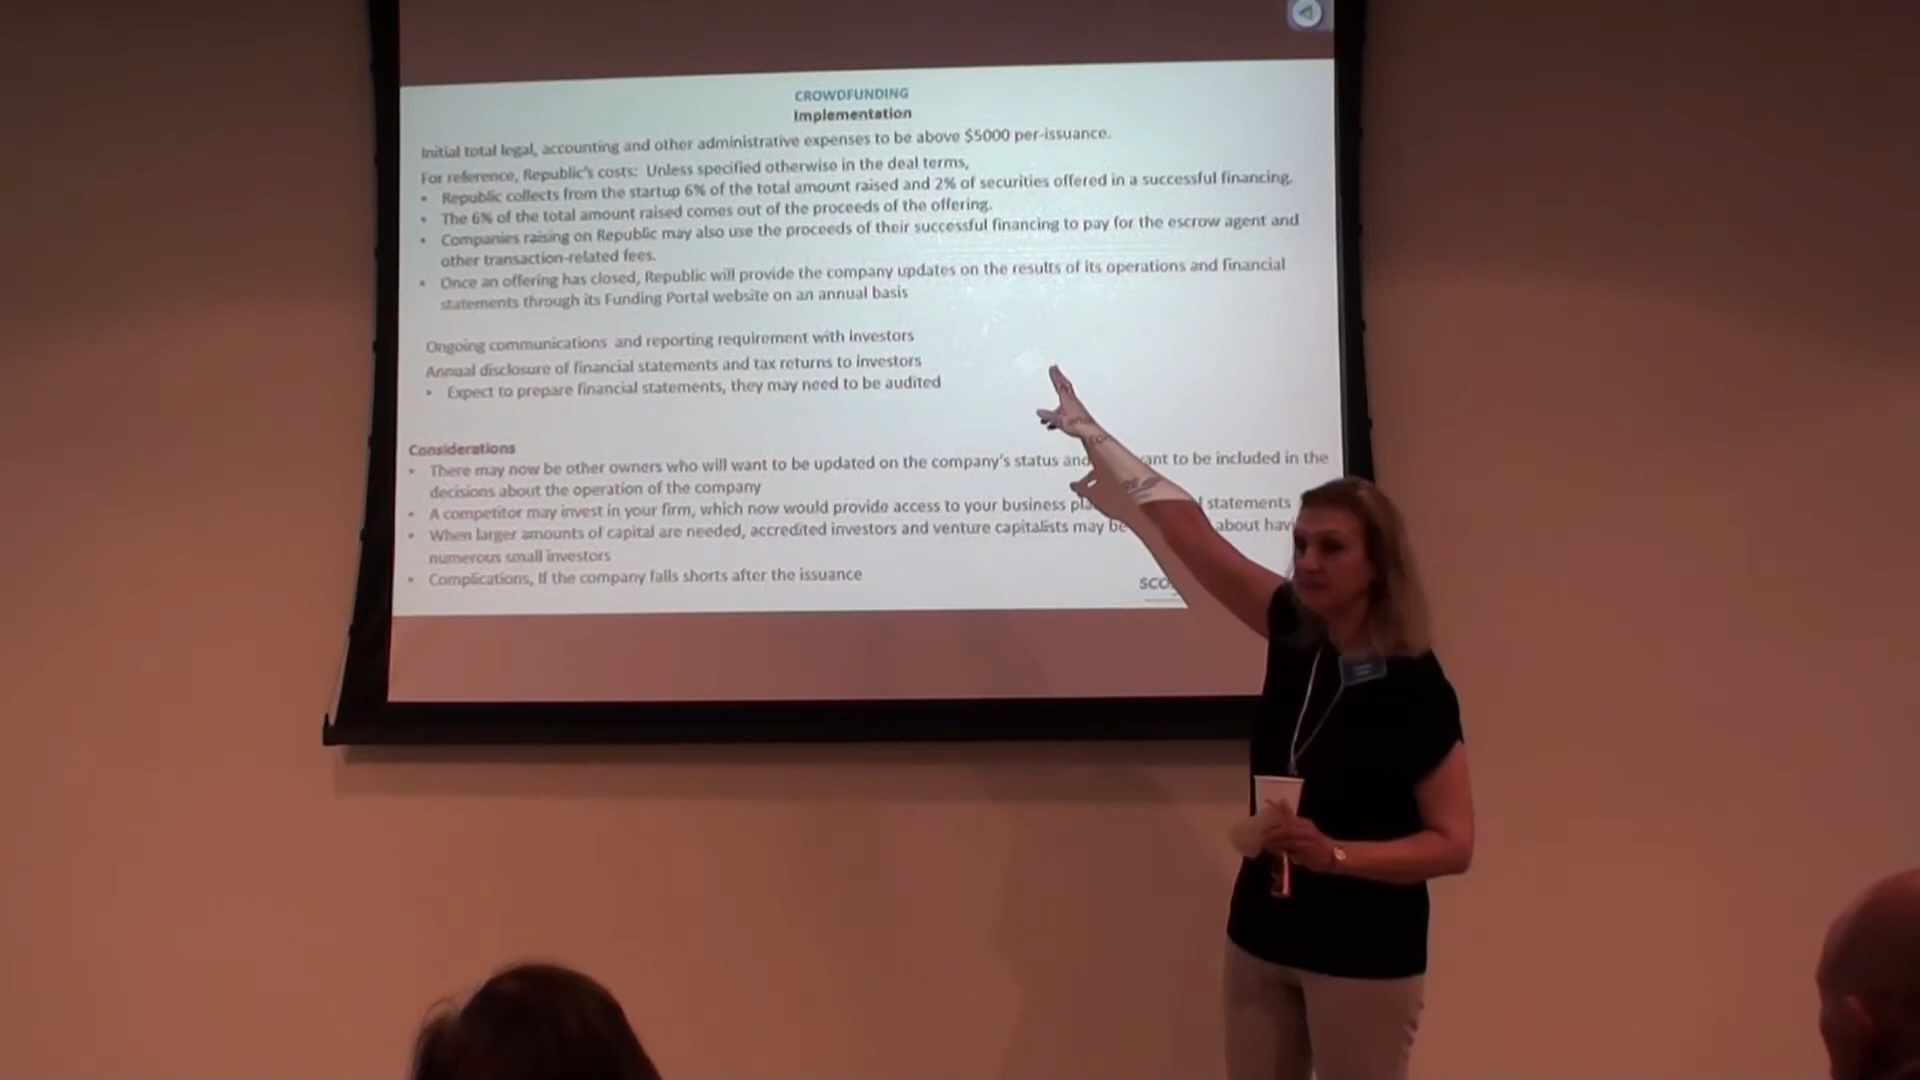 CROWDFUNDING
Implementation
Initial total legal, accounting and other administrative expenses to be above $5000 per-issuance.
For reference, Republic's costs: Unless specified otherwise in the deal terms,
• Republic collects from the startup 6% of the total amount raised and 2% of securities offered in a successful financing.
• The 6% of the total amount raised comes out of the proceeds of the offering.
• Companies raising on Republic may also use the proceeds of their successful financing to pay for the escrow agent and
other transaction-related fees.
• Once an offering has closed, Republic will provide the company updates on the results of its operations and financial
statements through its Funding Portal website on an annual basis
Ongoing communications and reporting requirement with investors
Annual disclosure of financial statements and tax returns to investors
• Expect to prepare financial statements, they may need to be audited
Considerations
• There may now be other owners who will want to be updated on the company's status and want to be included in the
decisions about the operation of the company
• A competitor may invest in your firm, which now would provide access to your business statements
• When larger amounts of capital are needed, accredited investors and venture capitalists may be about
numerous small investors
• Complications, If the company falls shorts after the issuance